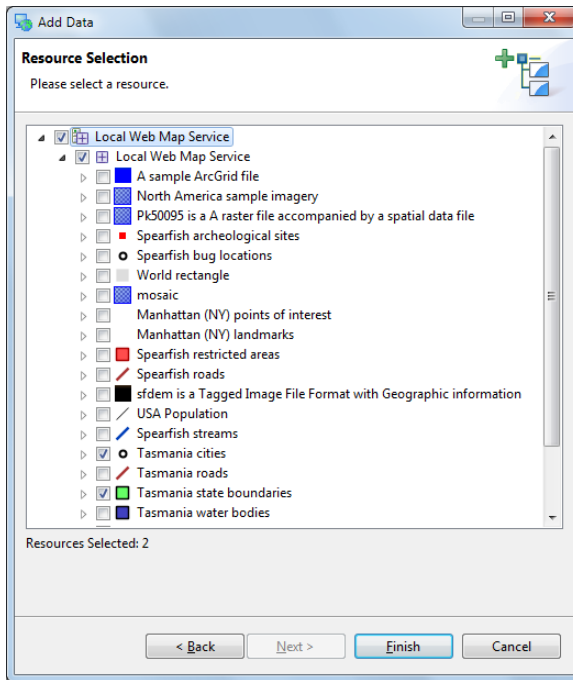 Add Data
Resource Selection
Please select a resource.
Local Web Map Service
Local Web Map Service
A sample ArcGrid file
North America sample imagery
Pk50095 is a A raster file accompanied by a spatial data file
Spearfish archeological sites
Spearfish bug locations
World rectangle
mosaic
Manhattan (NY) points of interest
Manhattan (NY) landmarks
Spearfish restricted areas
Spearfish roads
sfdem is a Tagged Image File Format with Geographic information
USA Population
Spearfish streams
Tasmania cities
Tasmania roads
Tasmania state boundaries
Tasmania water bodies
Resources Selected: 2
< Back Next > Finish Cancel